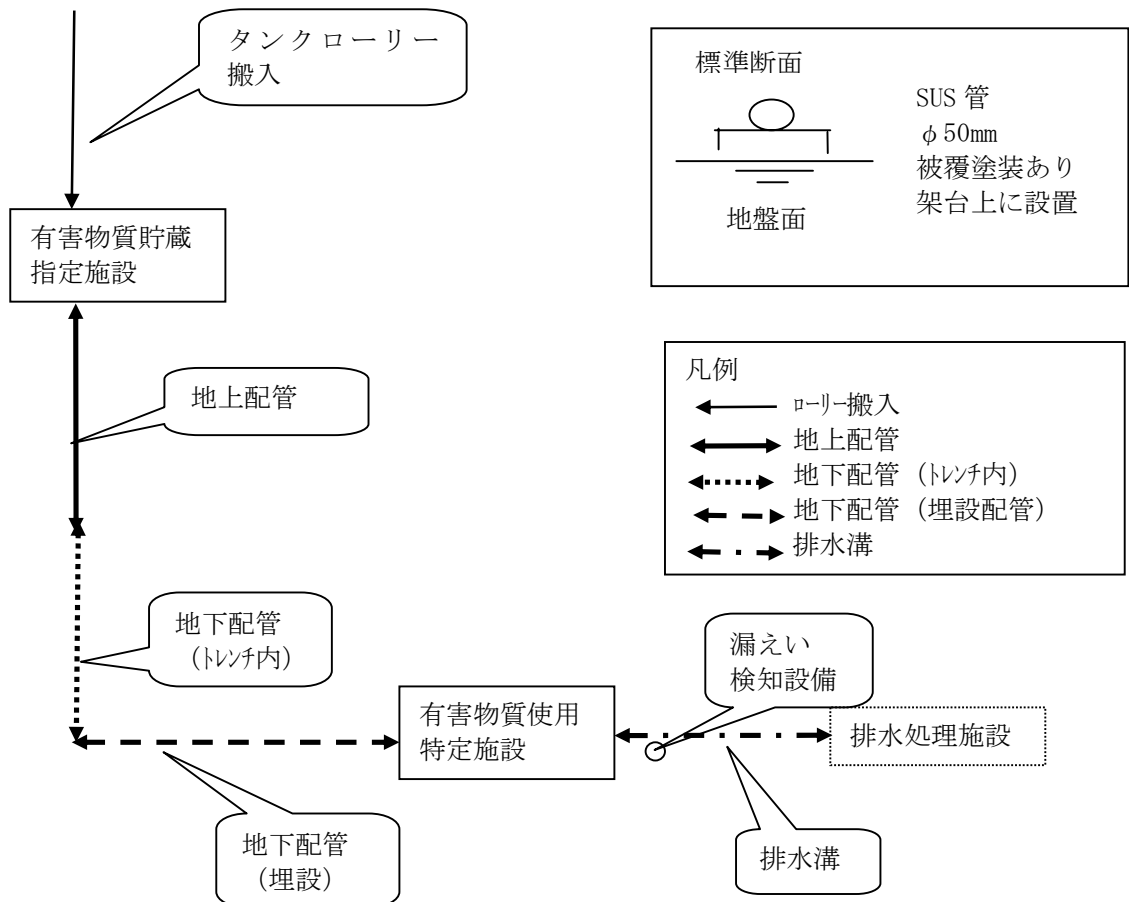 タンクローリー
搬入
標準断面
SUS 管
φ50mm
被覆塗装あり
架台上に設置
地盤面
有害物質貯蔵
指定施設
凡例
ﾛｰﾘｰ搬入
地上配管
地下配管（ﾄﾚﾝﾁ内）
地下配管（埋設配管）
排水溝
地上配管
地下配管
（ﾄﾚﾝﾁ内）
漏えい
検知設備
有害物質使用
特定施設
排水処理施設
地下配管
（埋設）
排水溝